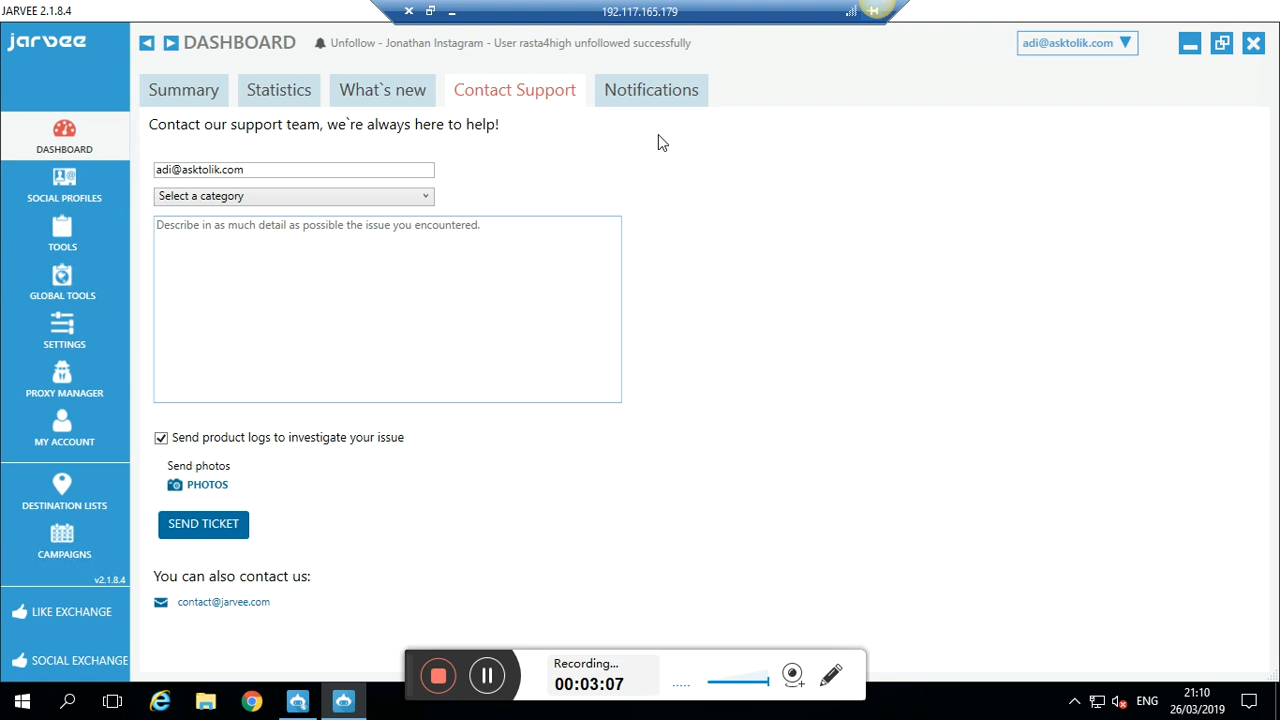 JARVEE 2.1.8.4
192.117.165.179
jarvee
DASHBOARD
Unfollow - Jonathan Instagram - User rasta4high unfollowed successfully
adi@asktolik.com
Summary
Statistics
What`s new
Contact Support
Notifications
Contact our support team, we`re always here to help!
adi@asktolik.com
Select a category
Describe in as much detail as possible the issue you encountered.
Send product logs to investigate your issue
Send photos
PHOTOS
SEND TICKET
You can also contact us:
contact@jarvee.com
DASHBOARD
SOCIAL PROFILES
TOOLS
GLOBAL TOOLS
SETTINGS
PROXY MANAGER
MY ACCOUNT
DESTINATION LISTS
CAMPAIGNS
v2.1.8.4
LIKE EXCHANGE
SOCIAL EXCHANGE
Recording...
00:03:07
ENG
21:10
26/03/2019